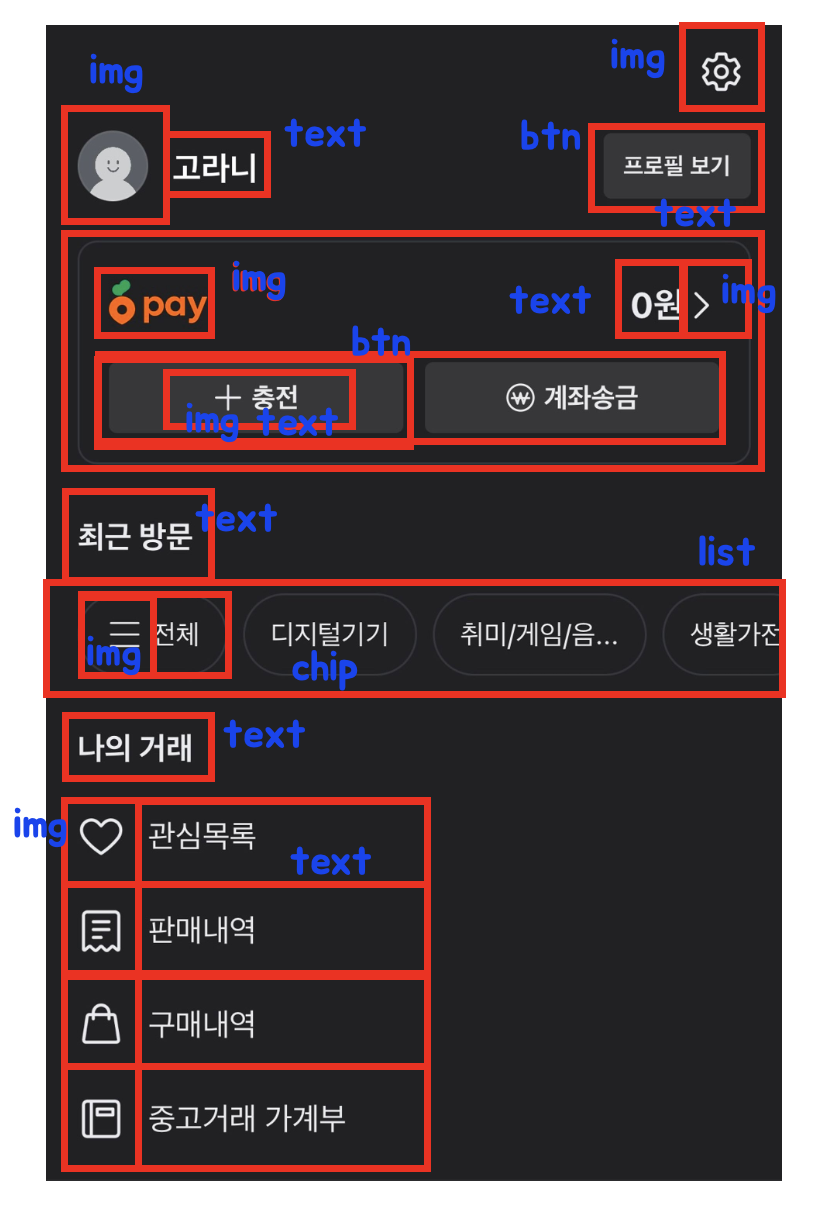 img
img
text
btn
고라니
프로필 보기
text
img
pay
text
0원
img
btn
충전
계좌송금
img text
최근 방문
text
list
전체
디지털기기
취미/게임/음...
생활가전
img
chip
나의 거래
text
img
관심목록
text
판매내역
구매내역
중고거래 가계부